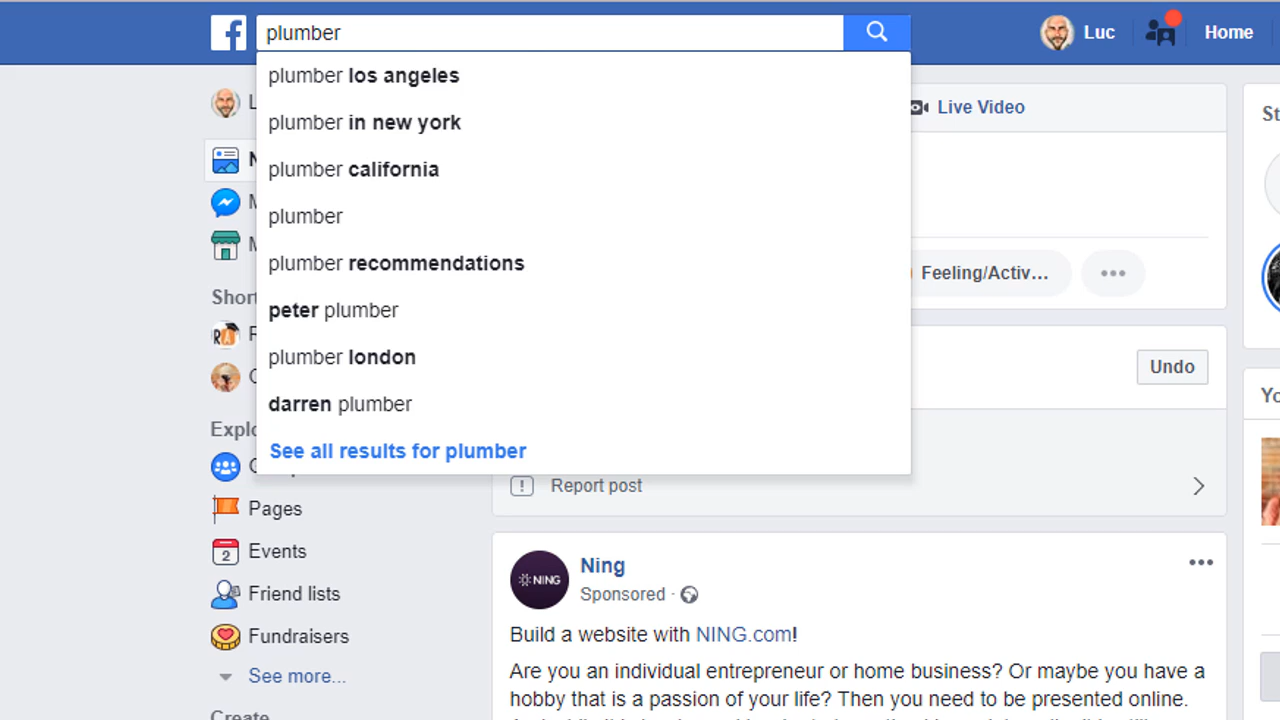 plumber
Luc
Home
plumber los angeles
plumber in new york
plumber california
plumber
plumber recommendations
peter plumber
plumber london
darren plumber
See all results for plumber
Live Video
Feeling/Activ...
Undo
Report post
Pages
2
Events
Friend lists
Fundraisers
See more...
NING
Ning
Sponsored ·
Build a website with NING.com!
Are you an individual entrepreneur or home business? Or maybe you have a
hobby that is a passion of your life? Then you need to be presented online.